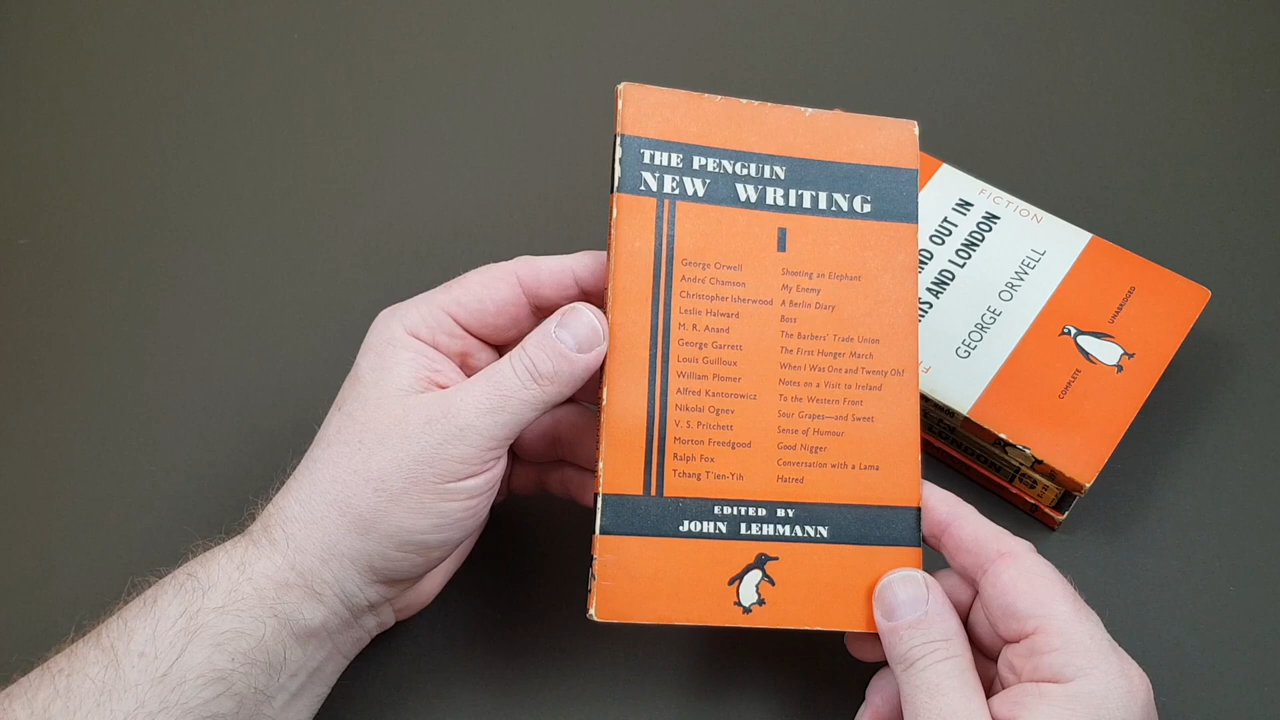 THE PENGUIN
NEW WRITING
George Orwell Shooting an Elephant
André Chamson My Enemy
Christopher Isherwood A Berlin Diary
Leslie Halward Boss
M. R. Anand The Barbers' Trade Union
George Garrett The First Hunger March
Louis Guilloux When I Was One and Twenty Oh!
William Plomer Notes on a Visit to Ireland
Alfred Kantorowicz To the Western Front
Nikolai Ognev Sour Grapes—and Sweet
V. S. Pritchett Sense of Humour
Morton Freedgood Good Nigger
Ralph Fox Conversation with a Lama
Tchang T'ien-Yih Hatred
EDITED BY
JOHN LEHMANN
FICTION
ND OUT IN
IS AND LONDON
GEORGE ORWELL
COMPLETE UNABRIDGED
LONDON